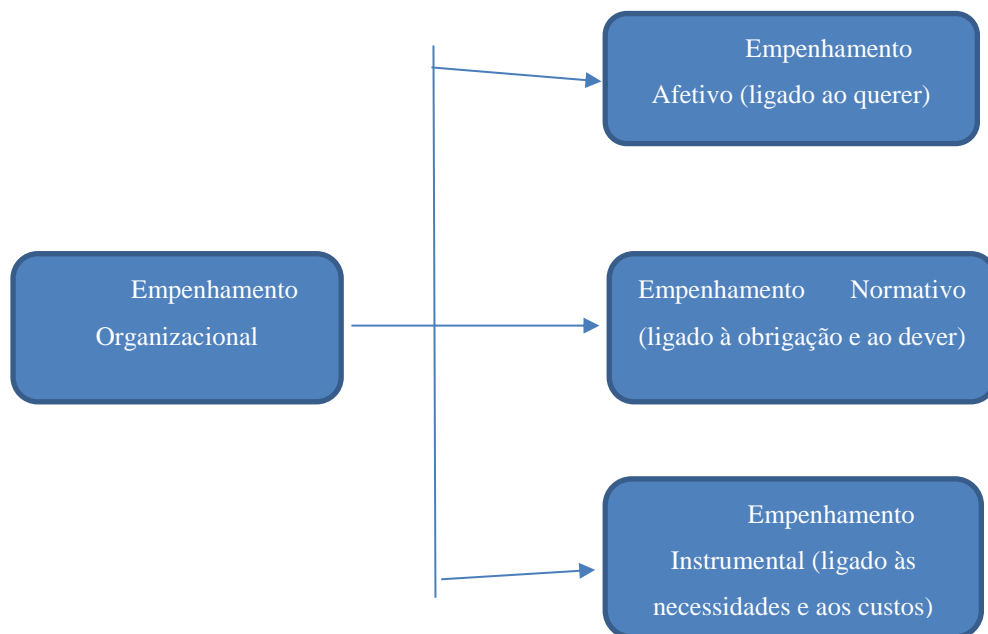 Empenhamento
Afetivo (ligado ao querer)
Empenhamento
Organizacional
Empenhamento Normativo
(ligado à obrigação e ao dever)
Empenhamento
Instrumental (ligado às
necessidades e aos custos)